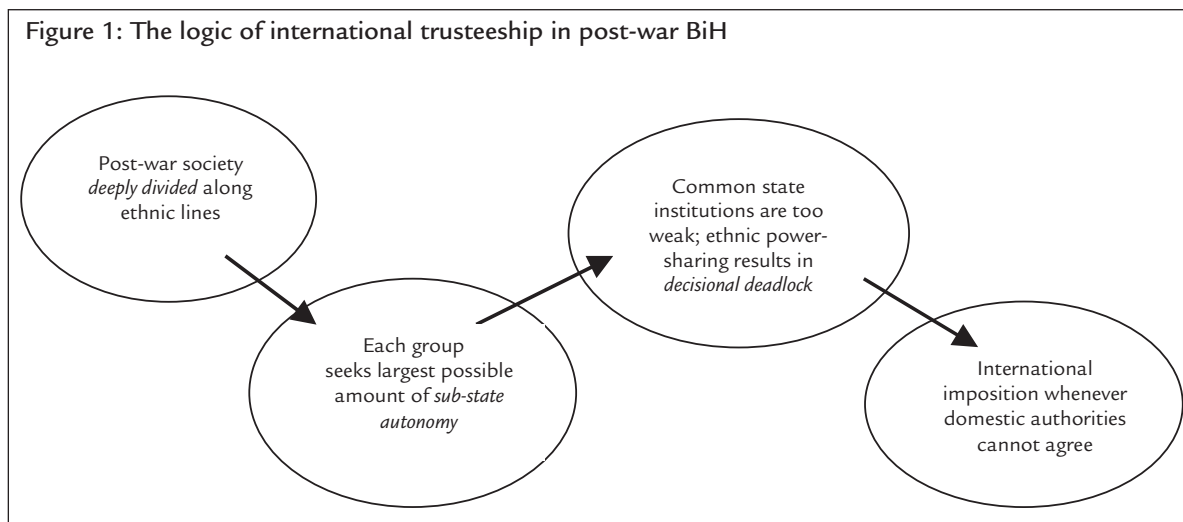 Figure 1: The logic of international trusteeship in post-war BiH
Post-war society
deeply divided along
ethnic lines
Each group
seeks largest possible
amount of sub-state
autonomy
Common state
institutions are too
weak; ethnic power-
sharing results in
decisional deadlock
International
imposition whenever
domestic authorities
cannot agree